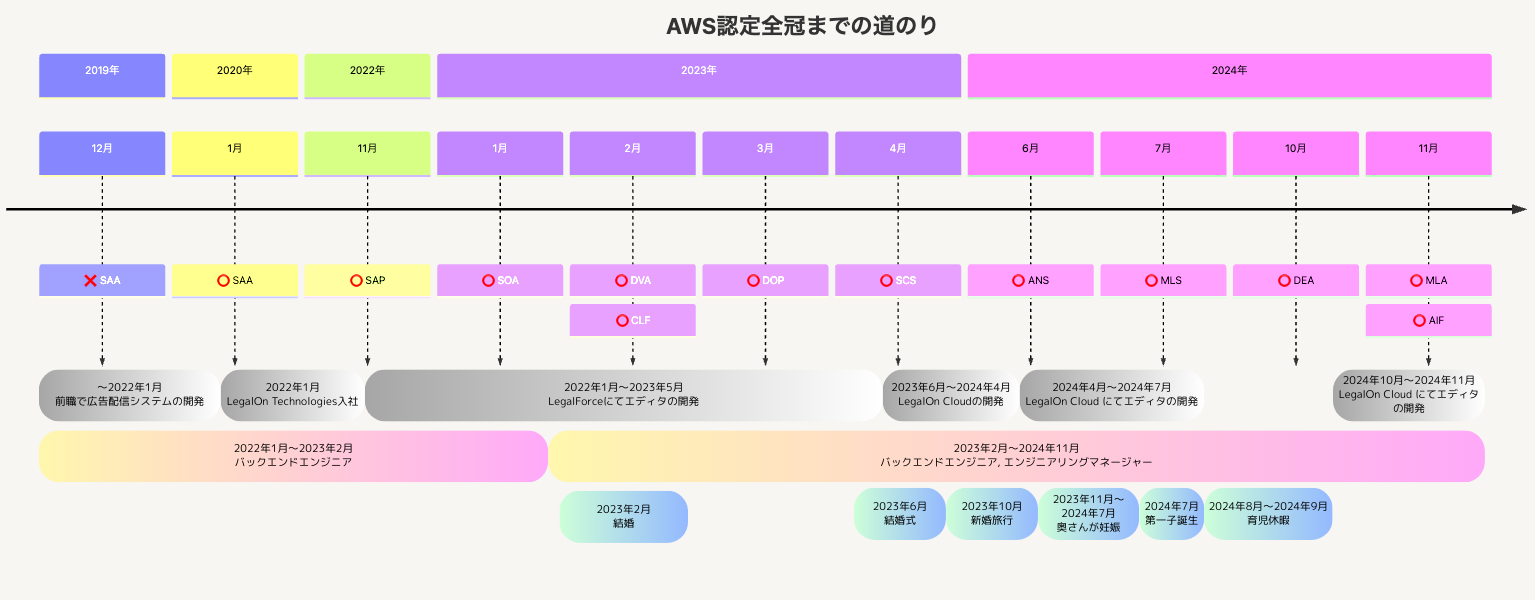 AWS認定全冠までの道のり
2019年
2020年
2022年
2023年
2024年
12月
1月
11月
1月
2月
3月
4月
6月
7月
10月
11月
❌ SAA
⭕ SAA
⭕ SAP
⭕ SOA
⭕ DVA
⭕ DOP
⭕ SCS
⭕ ANS
⭕ MLS
⭕ DEA
⭕ MLA
⭕ CLF
⭕ AIF
〜2022年1月
前職で広告配信システムの開発
2022年1月
LegalOn Technologies入社
2022年1月〜2023年5月
LegalForceにてエディタの開発
2023年6月〜2024年4月
LegalOn Cloudの開発
2024年4月〜2024年7月
LegalOn Cloud にてエディタの開発
2024年10月〜2024年11月
LegalOn Cloud にてエディタ
の開発
2022年1月〜2023年2月
バックエンドエンジニア
2023年2月〜2024年11月
バックエンドエンジニア, エンジニアリングマネージャー
2023年2月
結婚
2023年6月
結婚式
2023年10月
新婚旅行
2023年11月〜
2024年7月
奥さんが妊娠
2024年7月
第一子誕生
2024年8月〜2024年9月
育児休暇